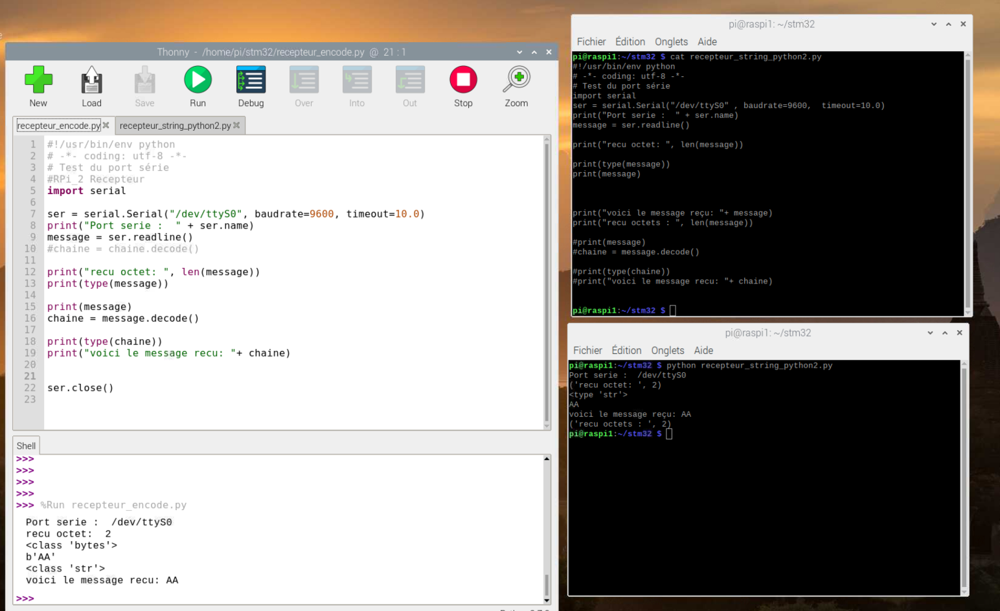 Thonny - /home/pi/stm32/recepteur_encode.py @ 21 : 1
New Load Save Run Debug Over Into Out Stop Zoom
recepteur_encode.py recepteur_string_python2.py
1 #!/usr/bin/env python
2 # -*- coding: utf-8 -*-
3 # Test du port série
4 #RPi_2 Recepteur
5 import serial
6
7 ser = serial.Serial("/dev/ttyS0", baudrate=9600, timeout=10.0)
8 print("Port serie :  " + ser.name)
9 message = ser.readline()
10 #chaine = chaine.decode()
11
12 print("recu octet: ", len(message))
13 print(type(message))
14
15 print(message)
16 chaine = message.decode()
17
18 print(type(chaine))
19 print("voici le message recu: "+ chaine)
20
21
22 ser.close()
23
Shell
>>>
>>>
>>>
>>>
>>> %Run recepteur_encode.py
Port serie :  /dev/ttyS0
recu octet:  2
<class 'bytes'>
b'AA'
<class 'str'>
voici le message recu: AA
>>>
pi@raspi1: ~/stm32
Fichier Édition Onglets Aide
pi@raspi1:~/stm32 $ cat recepteur_string_python2.py
#!/usr/bin/env python
# -*- coding: utf-8 -*-
# Test du port série
import serial
ser = serial.Serial("/dev/ttyS0" , baudrate=9600,  timeout=10.0)
print("Port serie :  " + ser.name)
message = ser.readline()
print("recu octet: ", len(message))
print(type(message))
print(message)
print("voici le message reçu: "+ message)
print("recu octets : ", len(message))
#print(message)
#chaine = message.decode()
#print(type(chaine))
#print("voici le message recu: "+ chaine)
pi@raspi1:~/stm32 $
pi@raspi1: ~/stm32
Fichier Édition Onglets Aide
pi@raspi1:~/stm32 $ python recepteur_string_python2.py
Port serie :  /dev/ttyS0
('recu octet: ', 2)
<type 'str'>
AA
voici le message reçu: AA
('recu octets : ', 2)
pi@raspi1:~/stm32 $